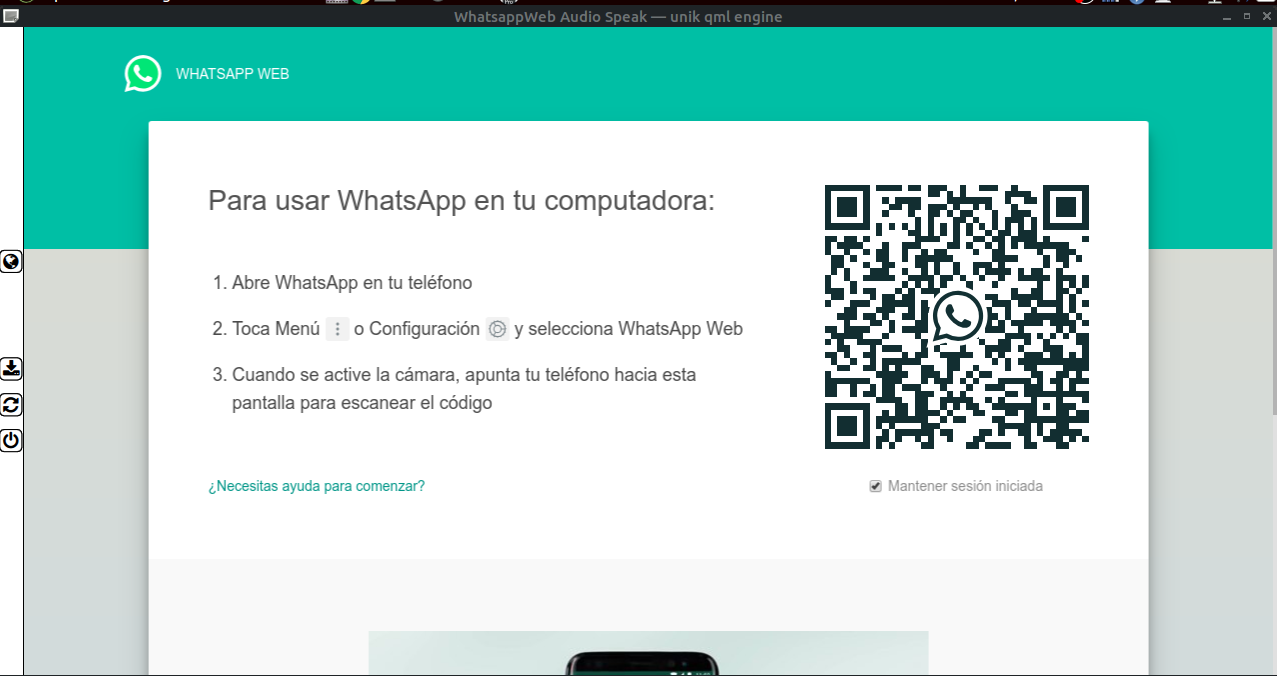 WhatsappWeb Audio Speak — unik qml engine
WHATSAPP WEB
Para usar WhatsApp en tu computadora:
1. Abre WhatsApp en tu teléfono
2. Toca Menú o Configuración y selecciona WhatsApp Web
3. Cuando se active la cámara, apunta tu teléfono hacia esta
pantalla para escanear el código
¿Necesitas ayuda para comenzar?
Mantener sesión iniciada